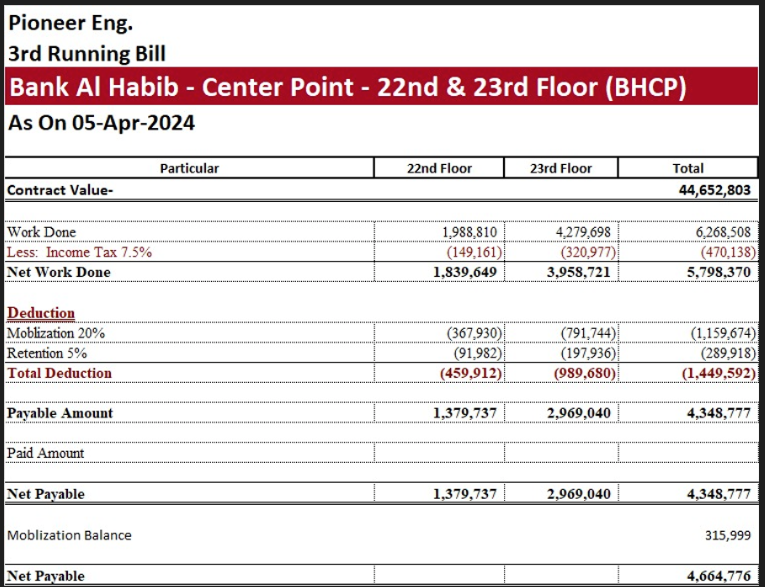 Pioneer Eng.
3rd Running Bill
Bank Al Habib - Center Point - 22nd & 23rd Floor (BHCP)
As On 05-Apr-2024
Particular 22nd Floor 23rd Floor Total
Contract Value- 44,652,803
Work Done 1,988,810 4,279,698 6,268,508
Less: Income Tax 7.5% (149,161) (320,977) (470,138)
Net Work Done 1,839,649 3,958,721 5,798,370
Deduction
Moblization 20% (367,930) (791,744) (1,159,674)
Retention 5% (91,982) (197,936) (289,918)
Total Deduction (459,912) (989,680) (1,449,592)
Payable Amount 1,379,737 2,969,040 4,348,777
Paid Amount
Net Payable 1,379,737 2,969,040 4,348,777
Moblization Balance 315,999
Net Payable 4,664,776